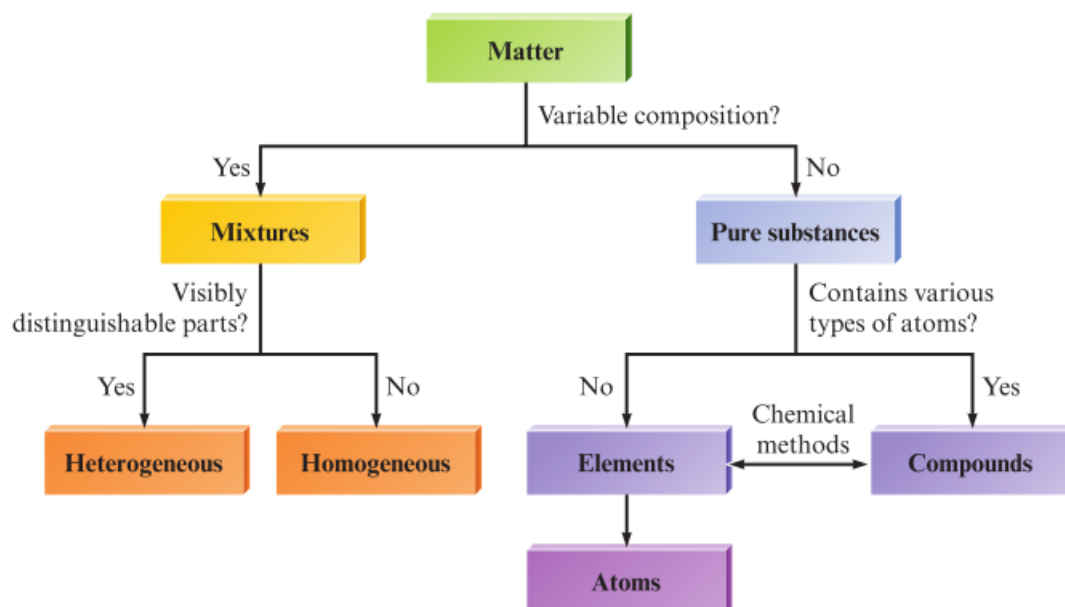 Matter
Variable composition?
Yes
No
Mixtures
Pure substances
Visibly
distinguishable parts?
Contains various
types of atoms?
Yes
No
No
Yes
Chemical
methods
Heterogeneous
Homogeneous
Elements
Compounds
Atoms